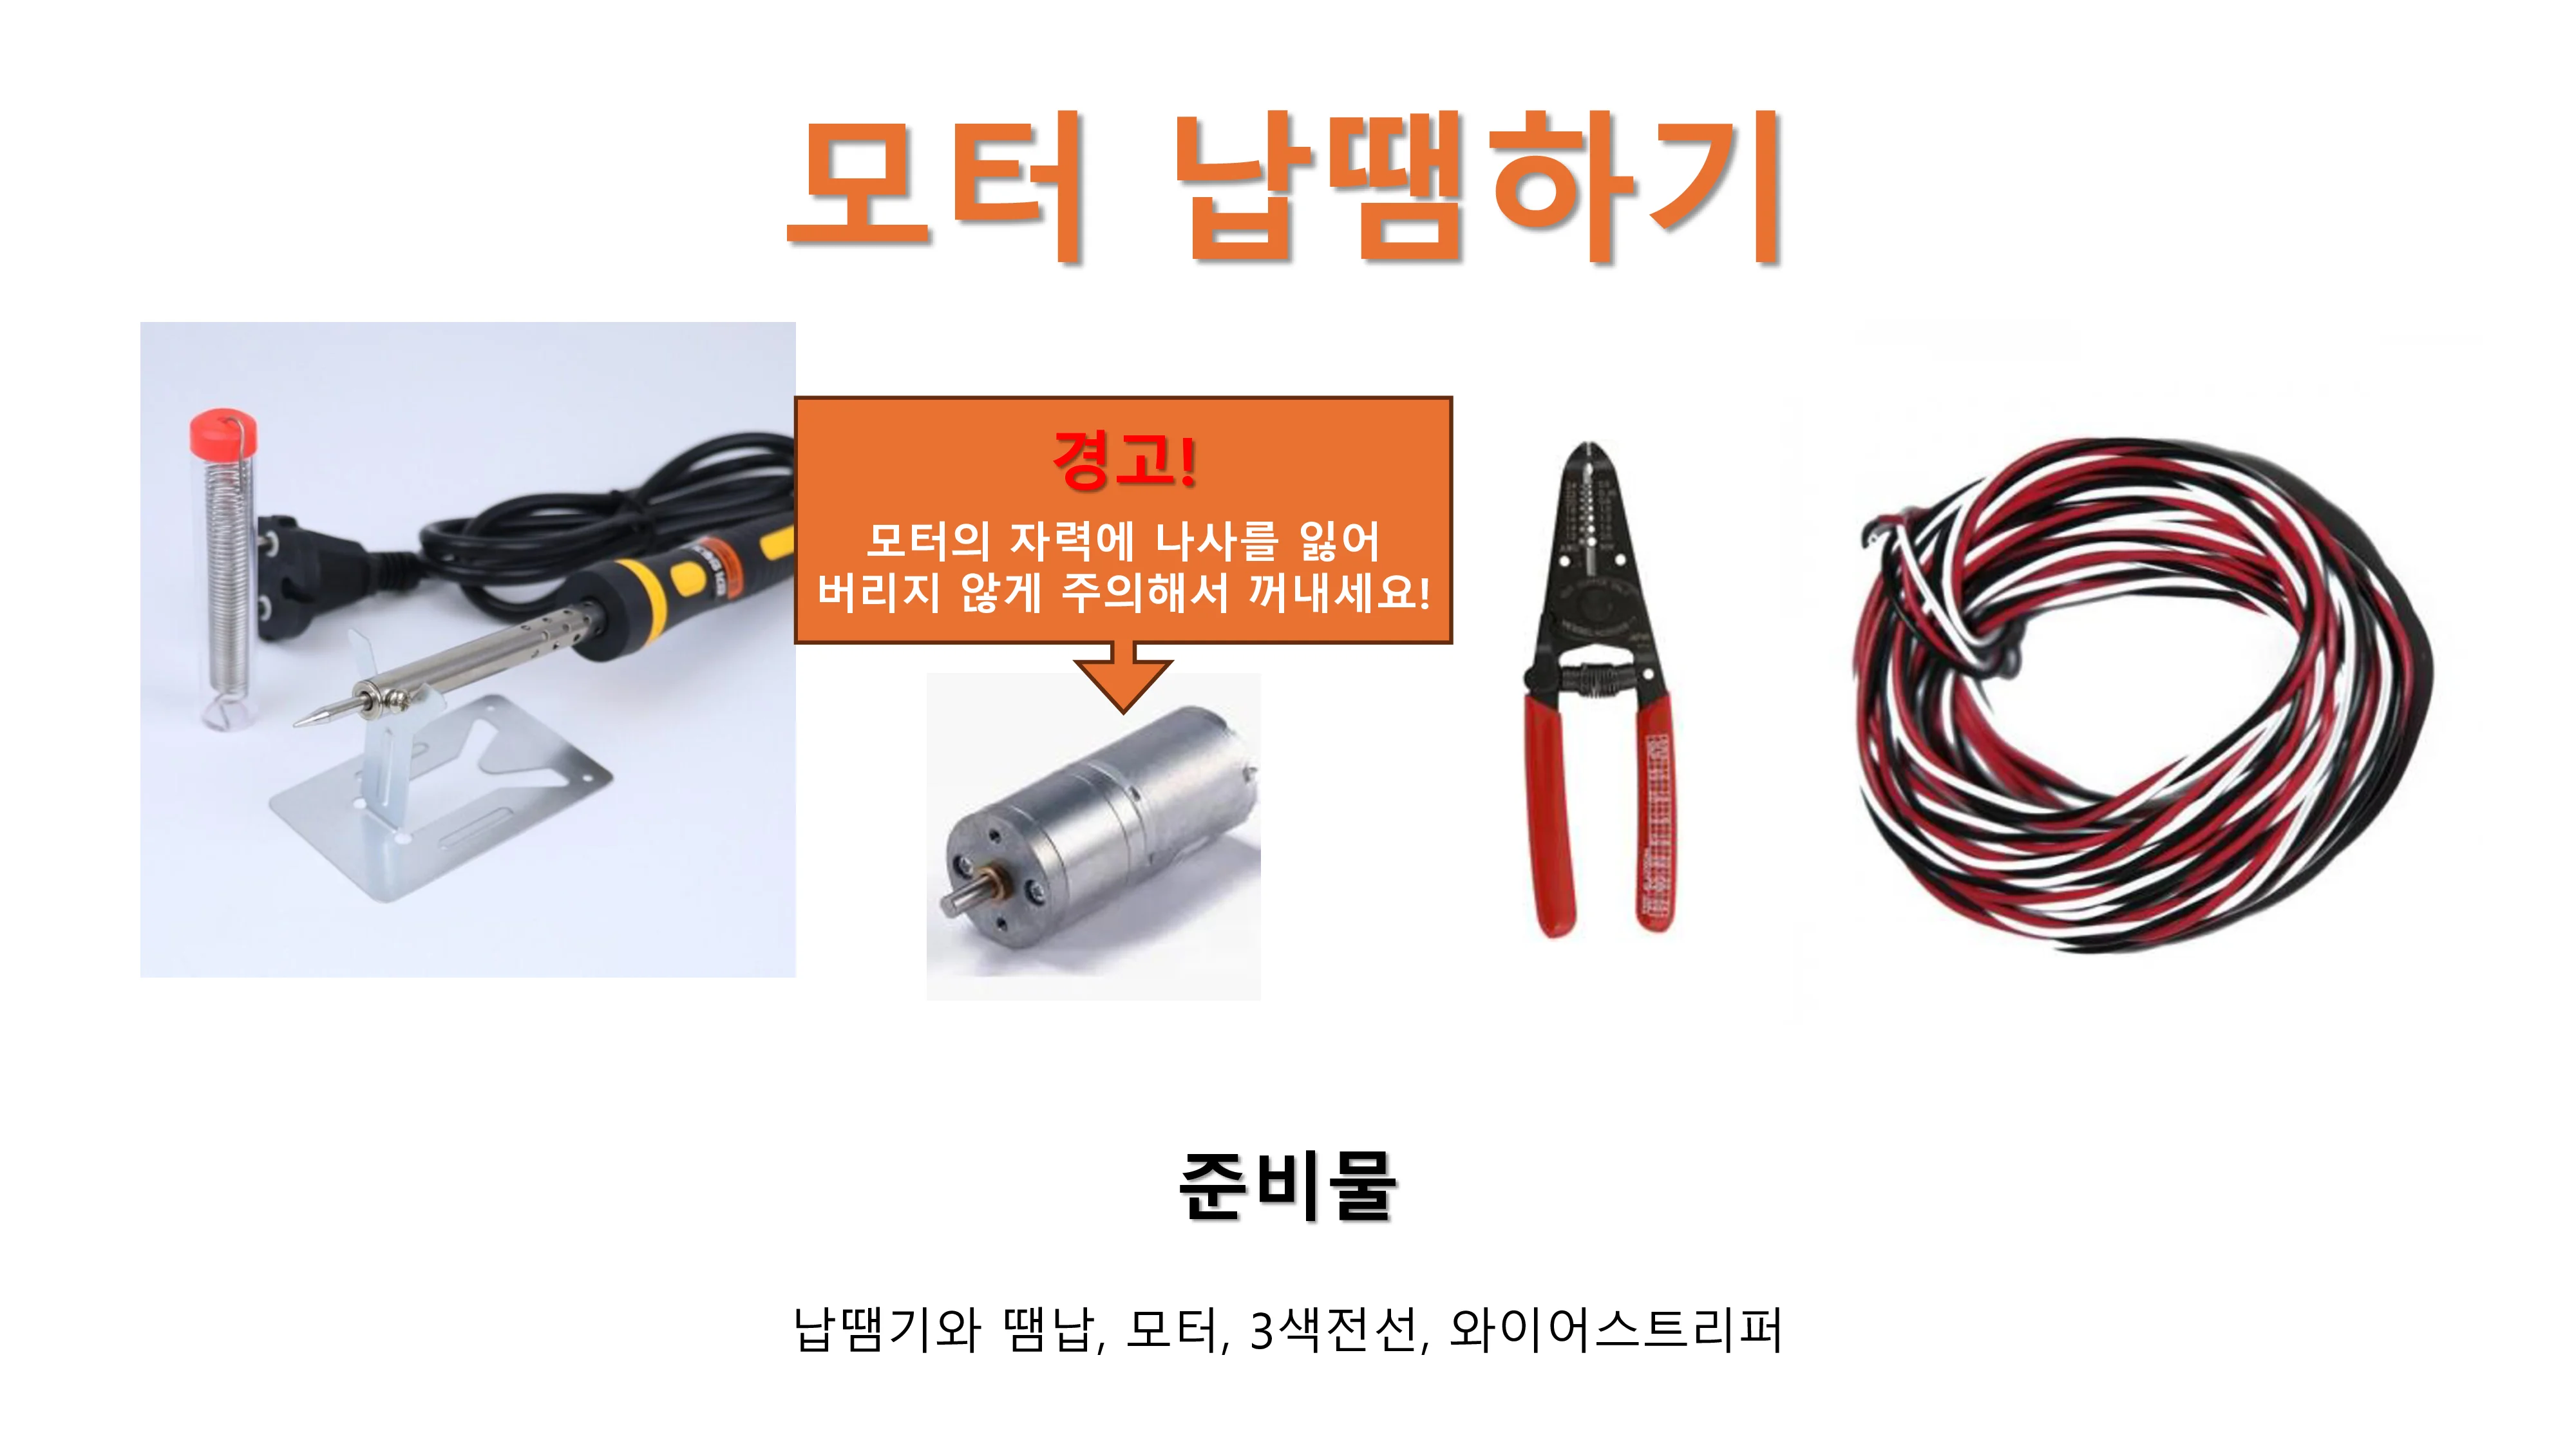 모터 납땜하기
경고!
모터의 자력에 나사를 잃어
버리지 않게 주의해서 꺼내세요!
준비물
납땜기와 땜납, 모터, 3색전선, 와이어스트리퍼